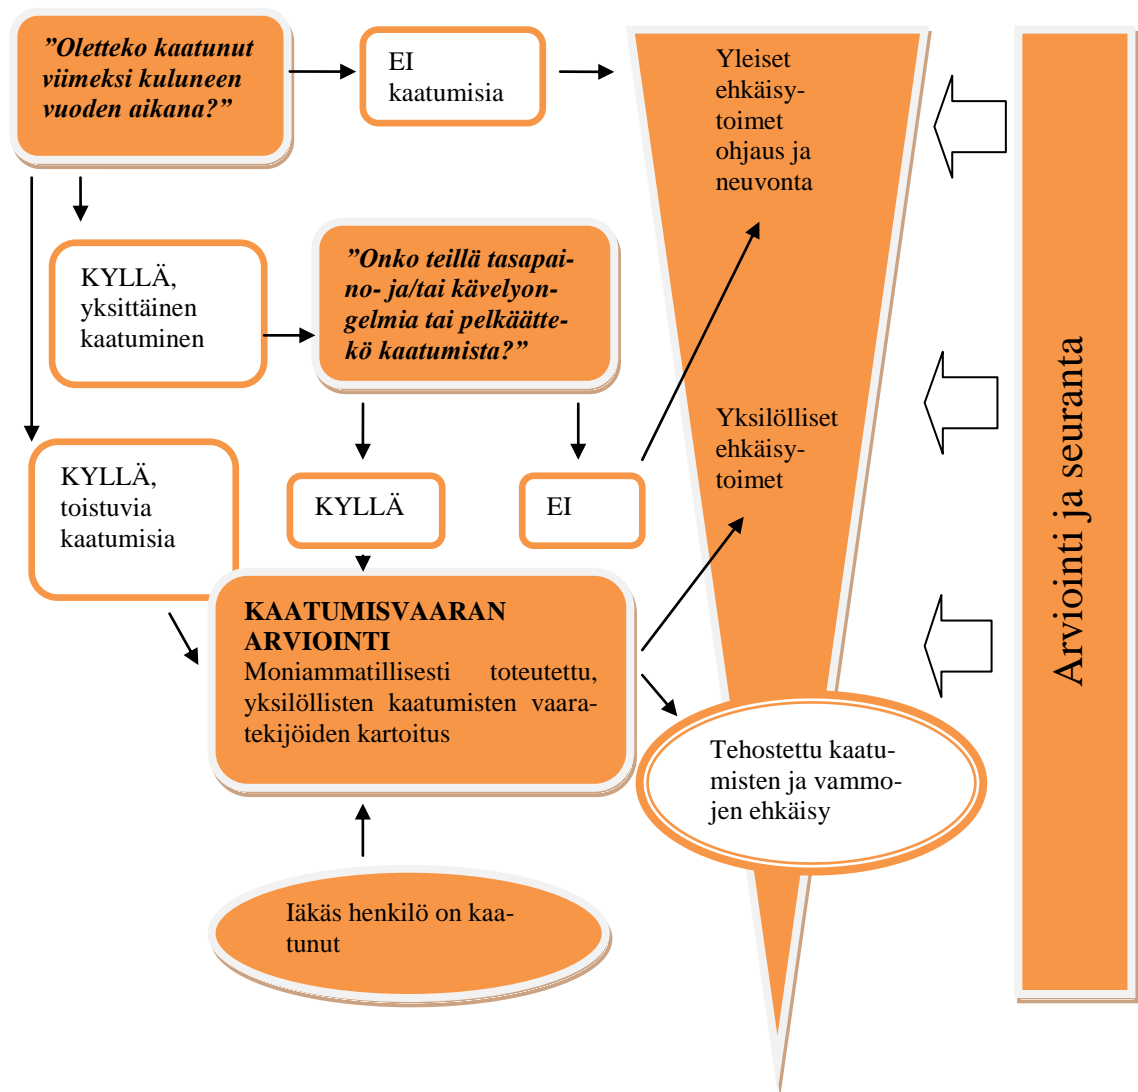 ”Oletteko kaatunut
viimeksi kuluneen
vuoden aikana?”
EI
kaatumisia
Yleiset
ehkäisy-
toimet
ohjaus ja
neuvonta
KYLLÄ,
yksittäinen
kaatuminen
”Onko teillä tasapai-
no- ja/tai kävelyon-
gelmia tai pelkäätte-
kö kaatumista?”
Yksilölliset
ehkäisy-
toimet
KYLLÄ,
toistuvia
kaatumisia
KYLLÄ
EI
KAATUMISVAARAN
ARVIOINTI
Moniammatillisesti toteutettu,
yksilöllisten kaatumisten vaara-
tekijöiden kartoitus
Tehostettu kaatu-
misten ja vammo-
jen ehkäisy
Iäkäs henkilö on kaa-
tunut
Arviointi ja seuranta